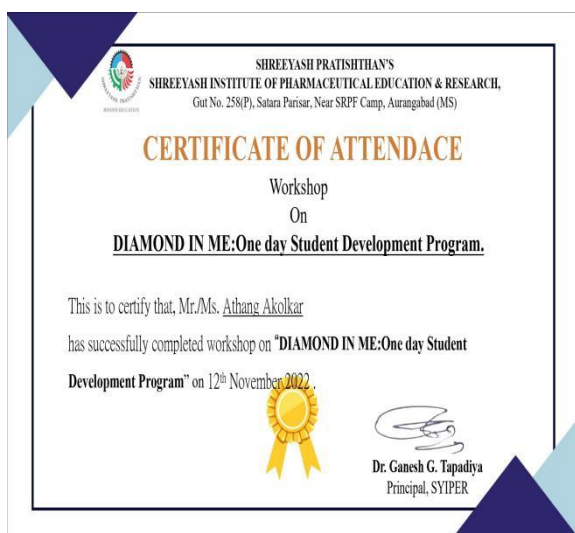 SHREEYASH PRATISHTHAN'S
SHREEYASH INSTITUTE OF PHARMACEUTICAL EDUCATION & RESEARCH,
Gut No. 258(P), Satara Parisar, Near SRPF Camp, Aurangabad (MS)
CERTIFICATE OF ATTENDACE
Workshop
On
DIAMOND IN ME:One day Student Development Program.
This is to certify that, Mr./Ms. Athang Akolkar
has successfully completed workshop on "DIAMOND IN ME:One day Student
Development Program" on 12th November 2022 .
Dr. Ganesh G. Tapadiya
Principal, SYIPER